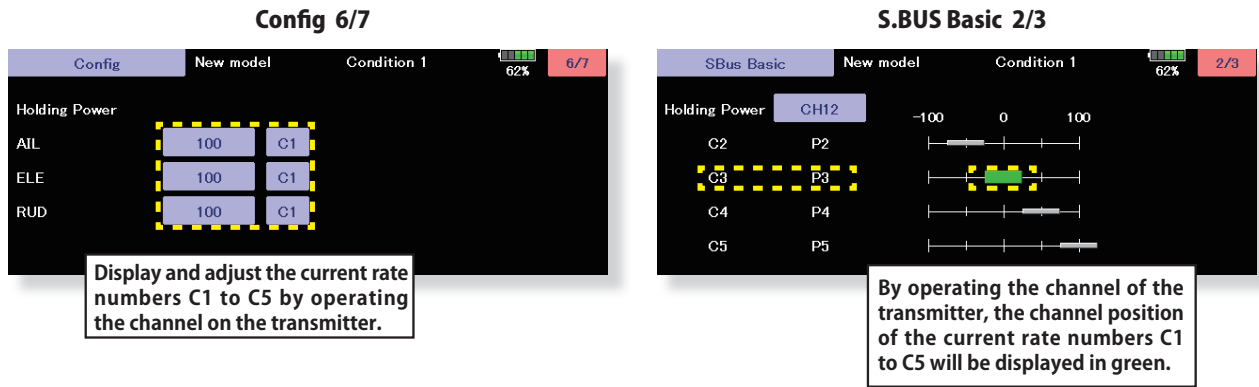 Config 6/7
Config New model Condition 1 62% 6/7
Holding Power
AIL 100 C1
ELE 100 C1
RUD 100 C1
Display and adjust the current rate
numbers C1 to C5 by operating
the channel on the transmitter.
S.BUS Basic 2/3
SBus Basic New model Condition 1 62% 2/3
Holding Power CH12 -100 0 100
C2 P2
C3 P3
C4 P4
C5 P5
By operating the channel of the
transmitter, the channel position
of the current rate numbers C1
to C5 will be displayed in green.